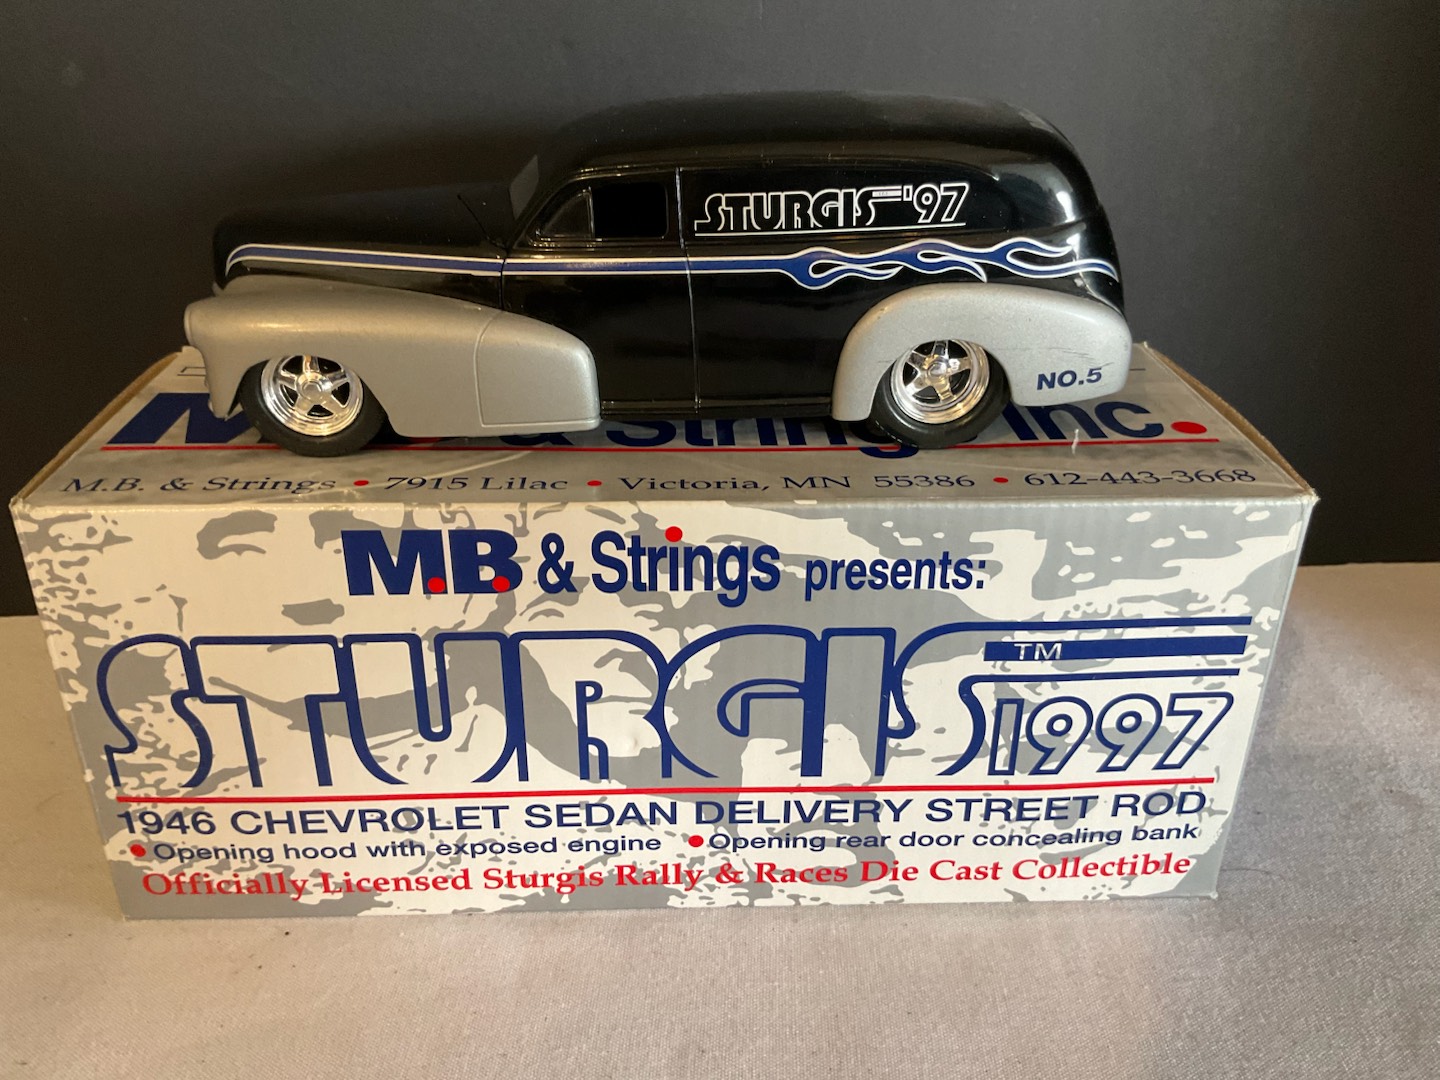 STURGIS '97
NO.5
& Strings Inc.
M.B. & Strings • 7915 Lilac • Victoria, MN 55386 • 612-443-3668
M.B. & Strings presents:
STURGIS™ 1997
1946 CHEVROLET SEDAN DELIVERY STREET ROD
• Opening hood with exposed engine • Opening rear door concealing bank
Officially Licensed Sturgis Rally & Races Die Cast Collectible